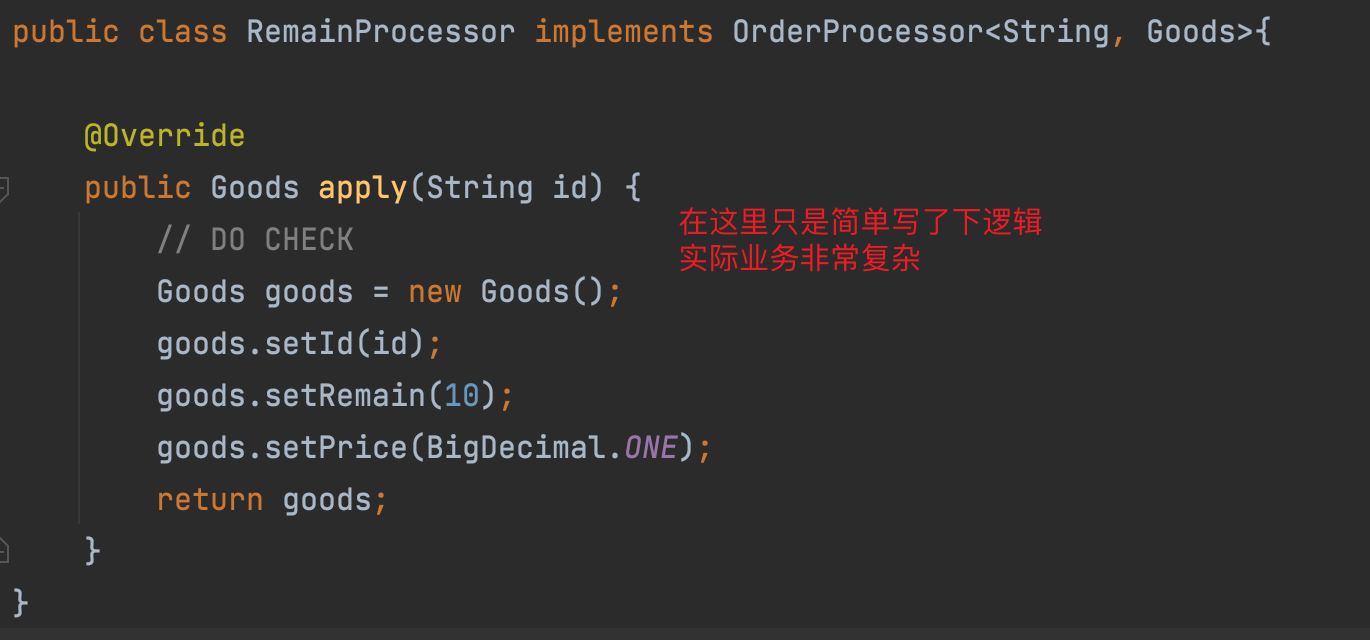 public class RemainProcessor implements OrderProcessor<String, Goods>{
@Override
public Goods apply(String id) {
在这里只是简单写了下逻辑
// DO CHECK
实际业务非常复杂
Goods goods = new Goods();
goods.setId(id);
goods.setRemain(10);
goods.setPrice(BigDecimal.ONE);
return goods;
}
}